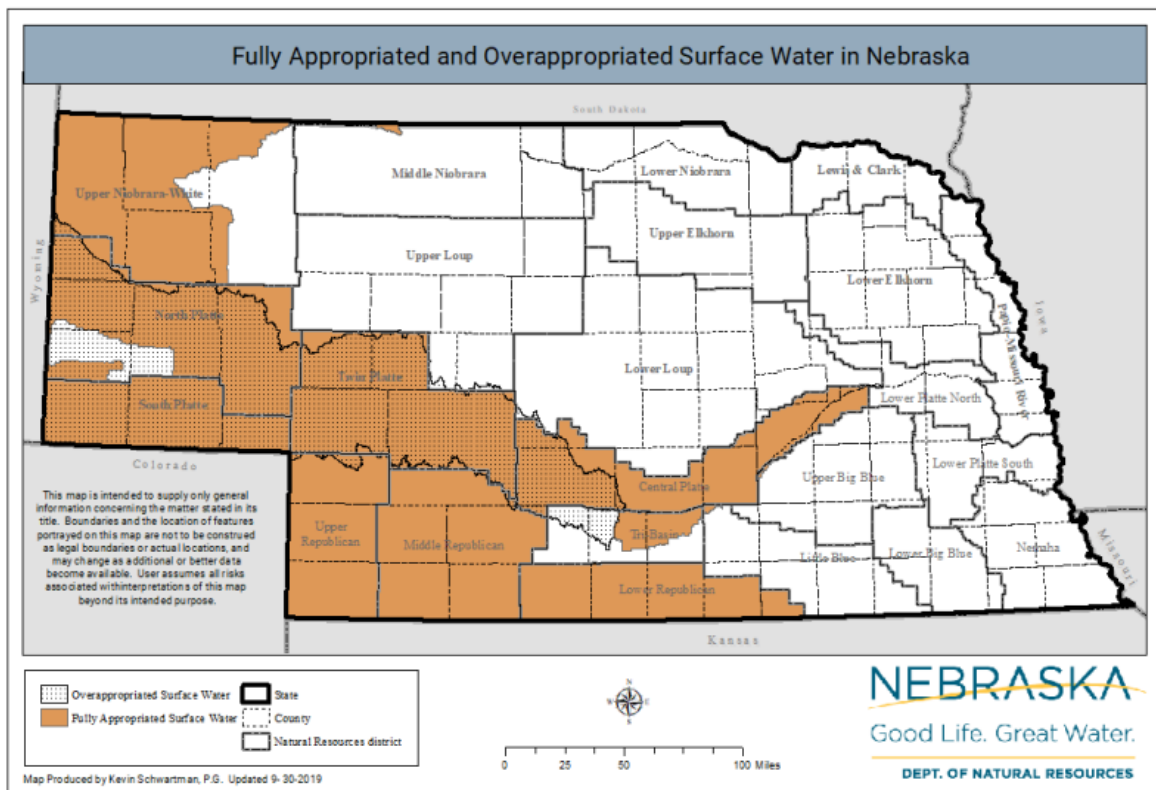 Fully Appropriated and Overappropriated Surface Water in Nebraska
South Dakota
Middle Niobrara
Lower Niobrara
Lewis & Clark
Upper Niobrara-White
Upper Elkhorn
Upper Loup
Wyoming
Lower Elkhorn
Iowa
North Platte
Papio-Missouri River
Twin Platte
Lower Loup
South Platte
Lower Platte North
Colorado
Lower Platte South
Upper Big Blue
Central Platte
This map is intended to supply only general
information concerning the matter stated in its
title. Boundaries and the location of features
portrayed on this map are not to be construed
as legal boundaries or actual locations, and
may change as additional or better data
become available. User assumes all risks
associated withinterpretations of this map
beyond its intended purpose.
Upper
Republican
Middle Republican
Tri-Basin
Little Blue
Lower Big Blue
Nemaha
Missouri
Lower Republican
Kansas
Overappropriated Surface Water
State
Fully Appropriated Surface Water
County
Natural Resources district
N
W
E
S
0 25 50 100 Miles
NEBRASKA
Good Life. Great Water.
DEPT. OF NATURAL RESOURCES
Map Produced by Kevin Schwartman, P.G. Updated 9- 30-2019